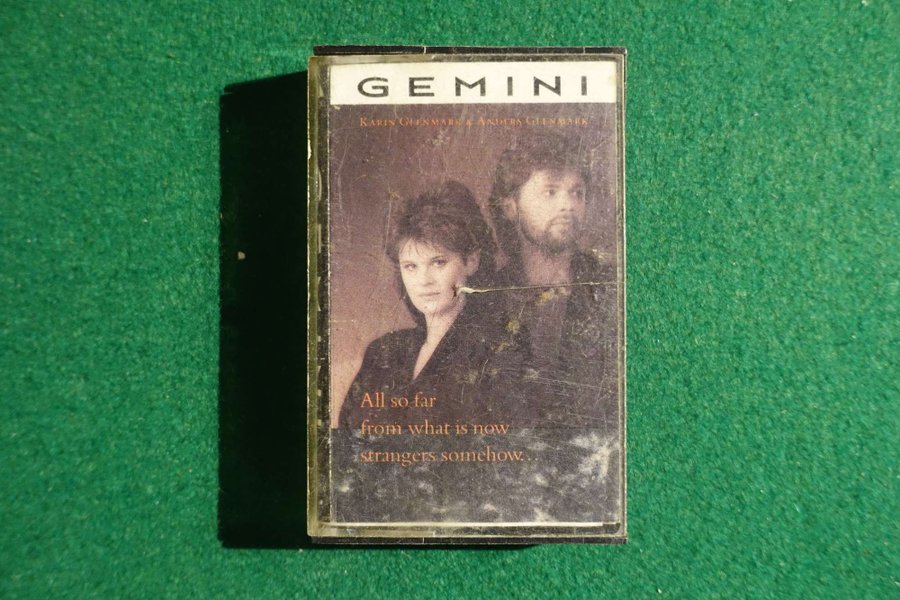 GEMINI
KARIN GLENMARK & ANDERS GLENMARK
All so far
from what is now
strangers somehow...